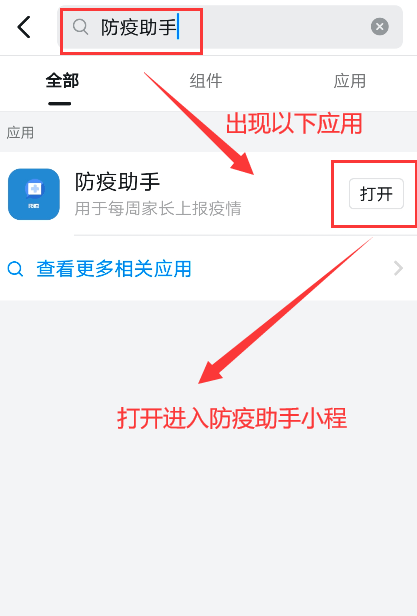 防疫助手
全部
组件
应用
出现以下应用
应用
防疫助手
用于每周家长上报疫情
打开
查看更多相关应用
打开进入防疫助手小程